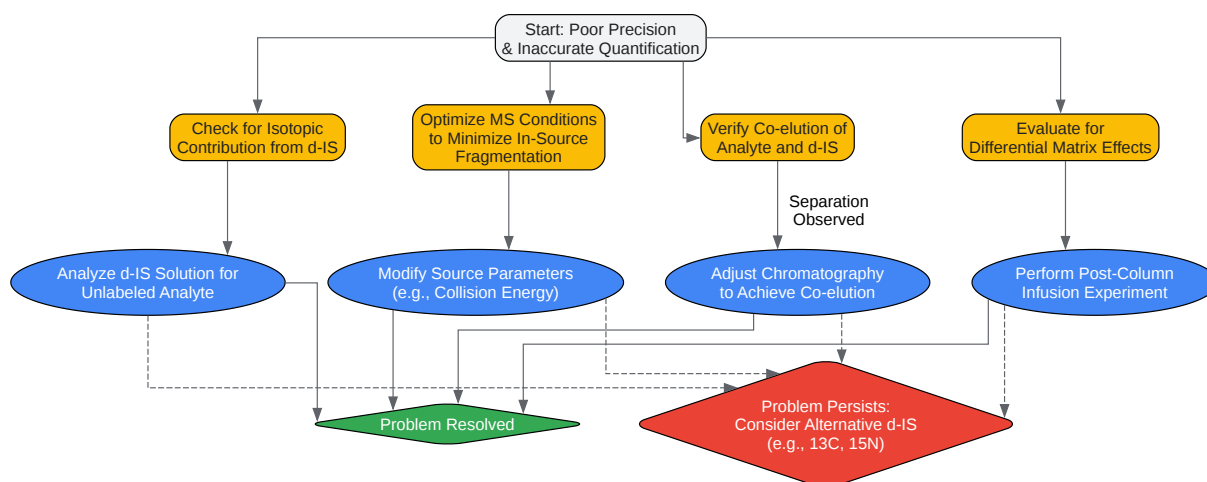 Start: Poor Precision
& Inaccurate Quantification
Check for Isotopic
Contribution from d-IS
Optimize MS Conditions
to Minimize In-Source
Fragmentation
Verify Co-elution of
Analyte and d-IS
Evaluate for
Differential Matrix Effects
Separation
Observed
Analyze d-IS Solution for
Unlabeled Analyte
Modify Source Parameters
(e.g., Collision Energy)
Adjust Chromatography
to Achieve Co-elution
Perform Post-Column
Infusion Experiment
Problem Resolved
Problem Persists:
Consider Alternative d-IS
(e.g., 13C, 15N)